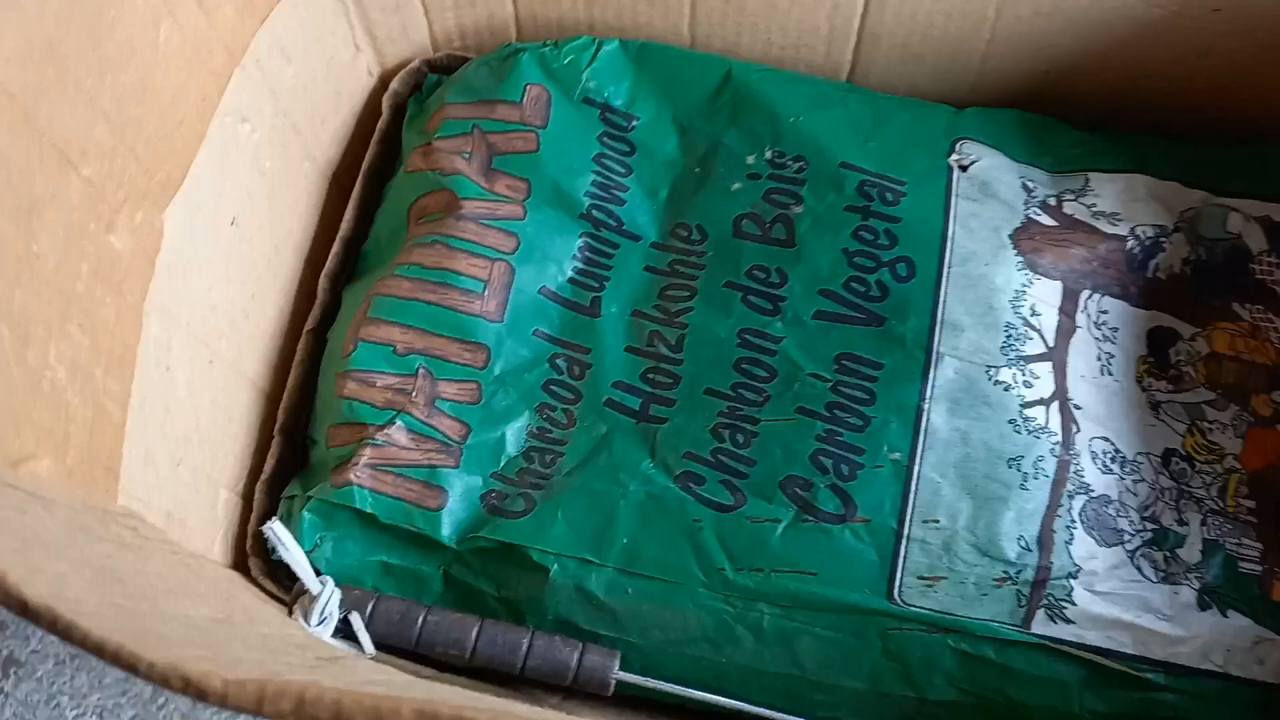 NATURAL
Charcoal Lumpwood
Holzkohle
Charbon de Bois
Carbón Vegetal